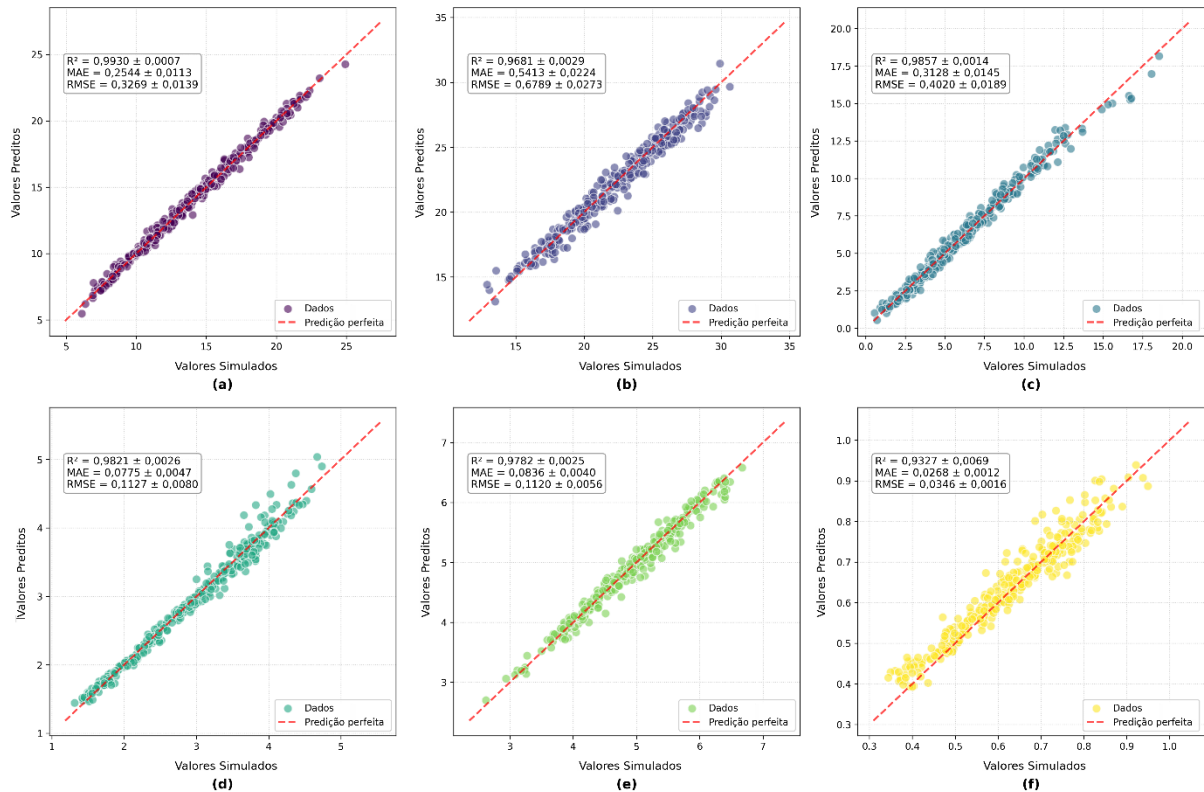 R² = 0,9930 ± 0,0007
MAE = 0,2544 ± 0,0113
RMSE = 0,3269 ± 0,0139
Valores Preditos
25
20
15
10
5
Dados
Predição perfeita
5 10 15 20 25
Valores Simulados
(a)
R² = 0,9681 ± 0,0029
MAE = 0,5413 ± 0,0224
RMSE = 0,6789 ± 0,0273
Valores Preditos
35
30
25
20
15
Dados
Predição perfeita
15 20 25 30 35
Valores Simulados
(b)
R² = 0,9857 ± 0,0014
MAE = 0,3128 ± 0,0145
RMSE = 0,4020 ± 0,0189
Valores Preditos
20.0
17.5
15.0
12.5
10.0
7.5
5.0
2.5
0.0
Dados
Predição perfeita
0.0 2.5 5.0 7.5 10.0 12.5 15.0 17.5 20.0
Valores Simulados
(c)
R² = 0,9821 ± 0,0026
MAE = 0,0775 ± 0,0047
RMSE = 0,1127 ± 0,0080
Valores Preditos
5
4
3
2
1
Dados
Predição perfeita
1 2 3 4 5
Valores Simulados
(d)
R² = 0,9782 ± 0,0025
MAE = 0,0836 ± 0,0040
RMSE = 0,1120 ± 0,0056
Valores Preditos
7
6
5
4
3
Dados
Predição perfeita
3 4 5 6 7
Valores Simulados
(e)
R² = 0,9327 ± 0,0069
MAE = 0,0268 ± 0,0012
RMSE = 0,0346 ± 0,0016
Valores Preditos
1.0
0.9
0.8
0.7
0.6
0.5
0.4
0.3
Dados
Predição perfeita
0.3 0.4 0.5 0.6 0.7 0.8 0.9 1.0
Valores Simulados
(f)